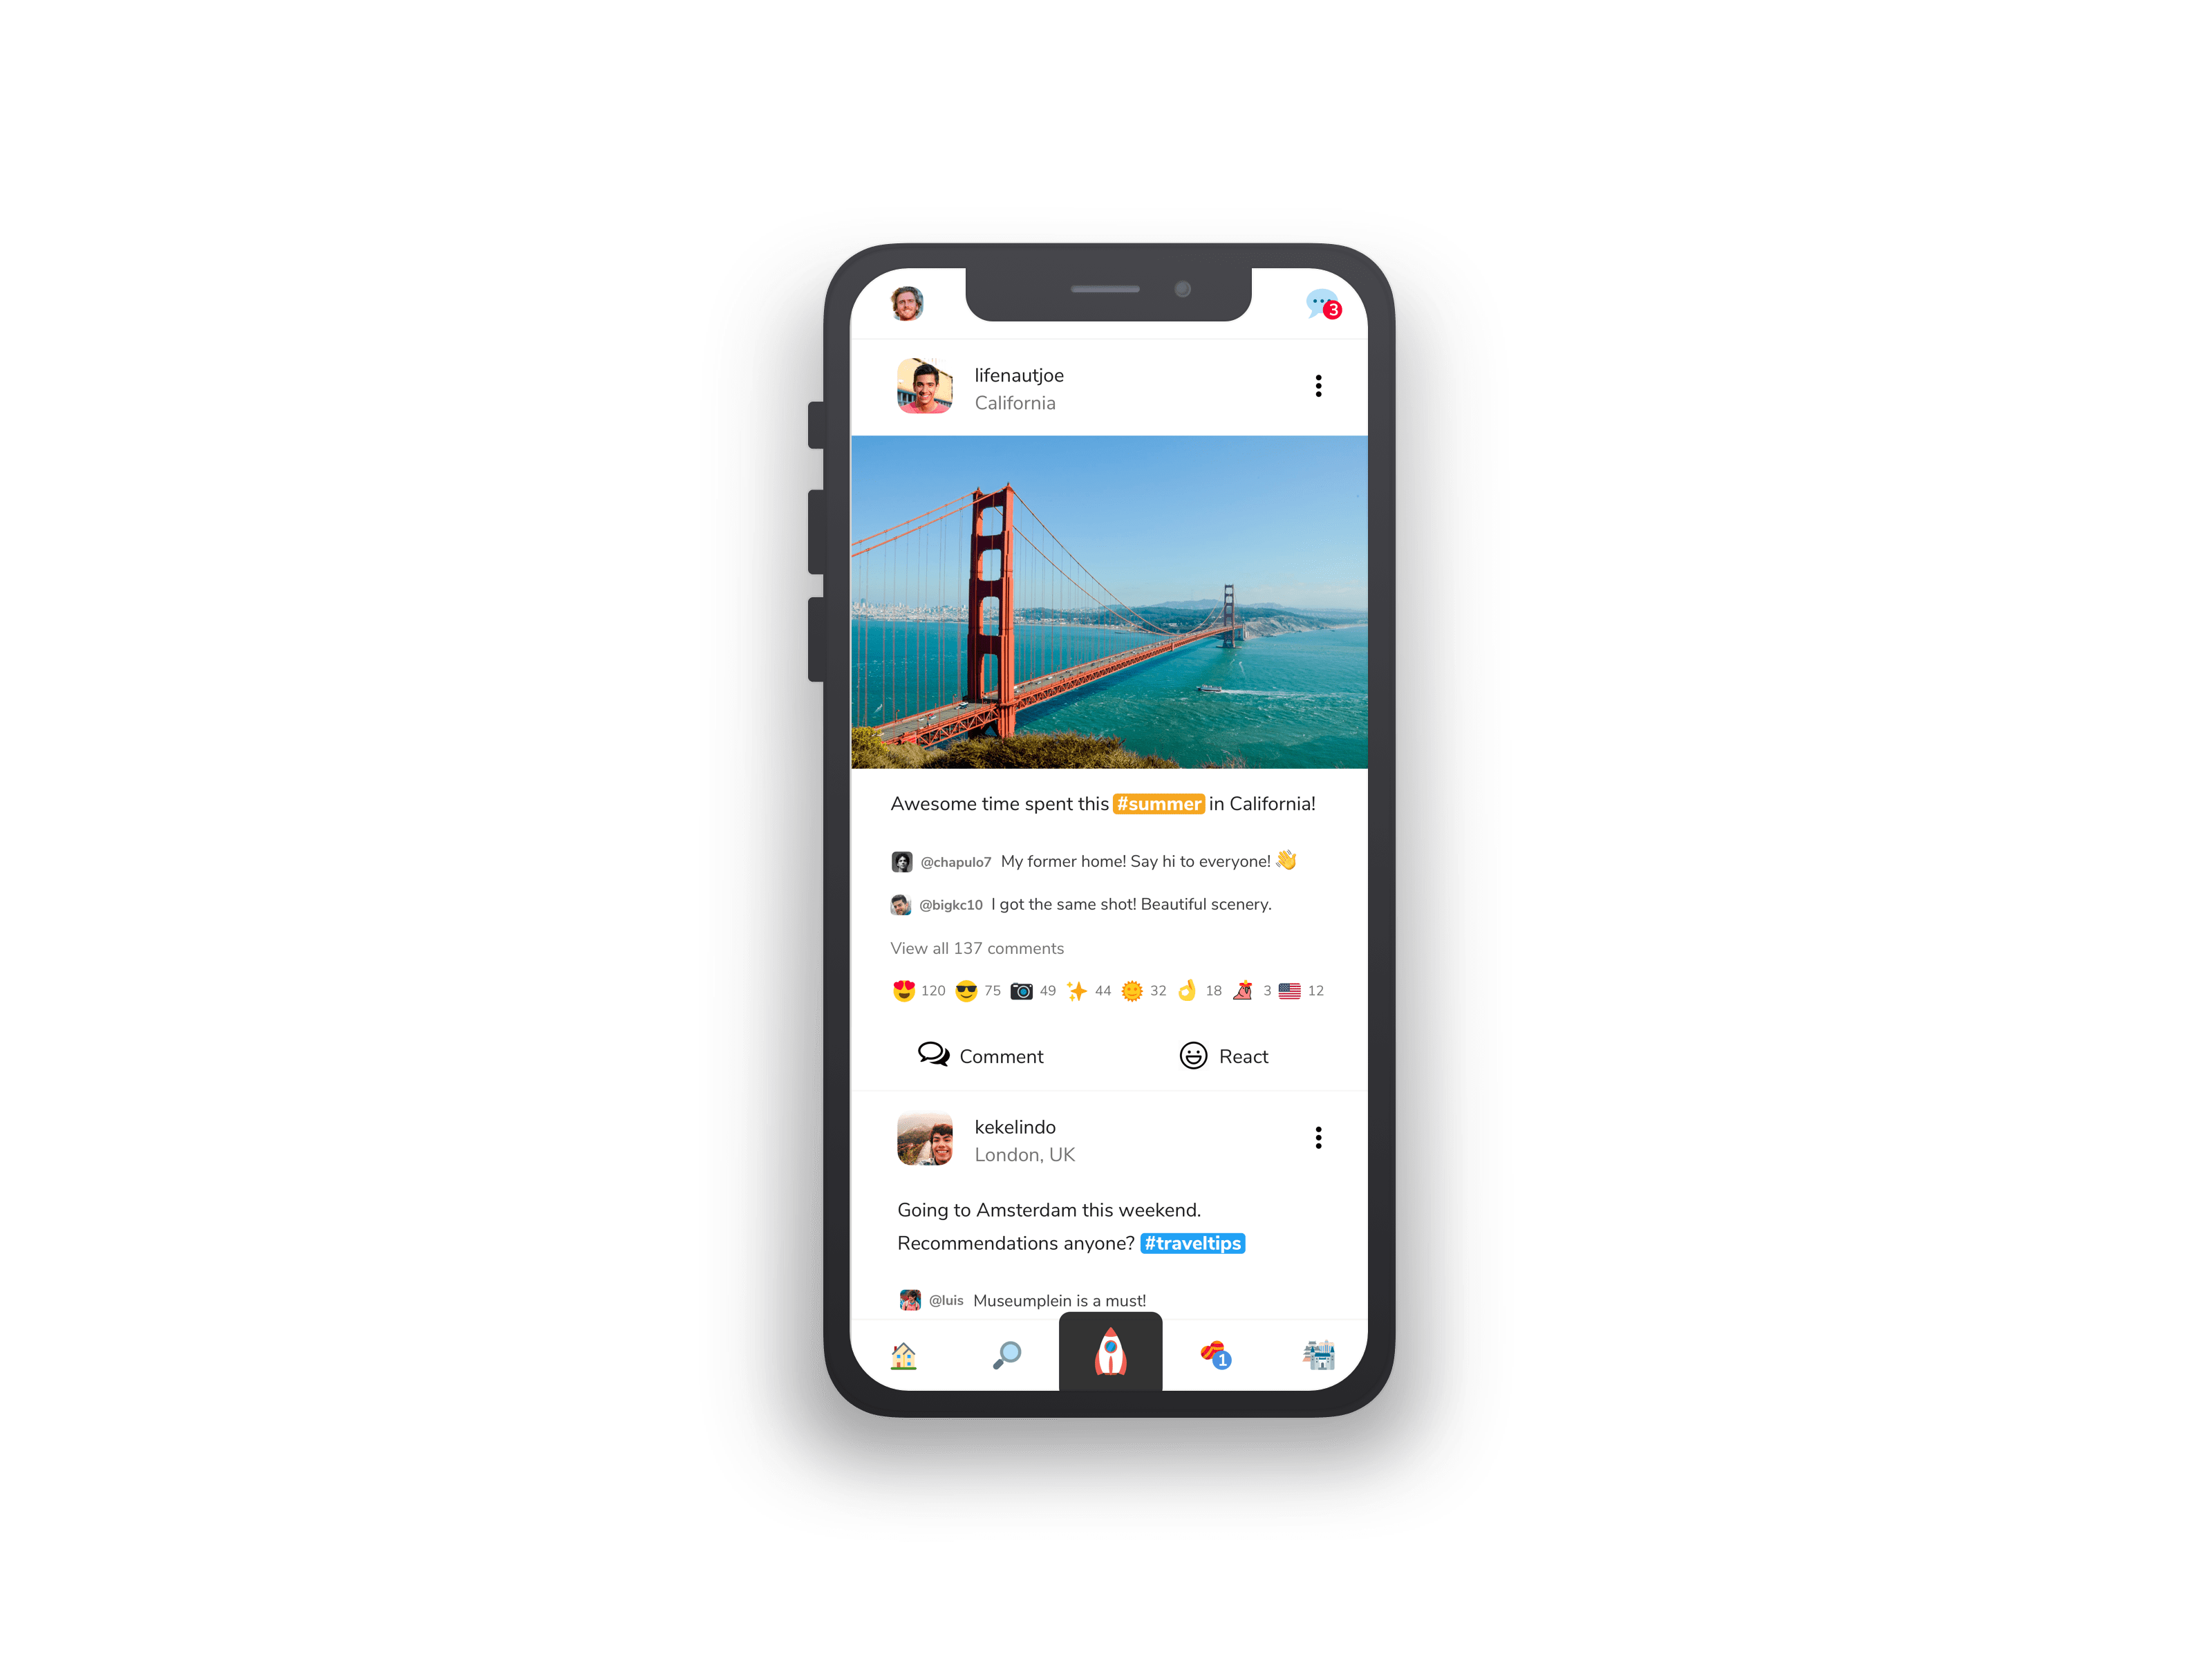 3
lifenautjoe
California
Awesome time spent this #summer in California!
@chapulo7 My former home! Say hi to everyone! 👋
@bigkc10 I got the same shot! Beautiful scenery.
View all 137 comments
120 75 49 44 32 18 3 12
Comment React
kekelindo
London, UK
Going to Amsterdam this weekend.
Recommendations anyone? #traveltips
@luis Museumplein is a must!
1